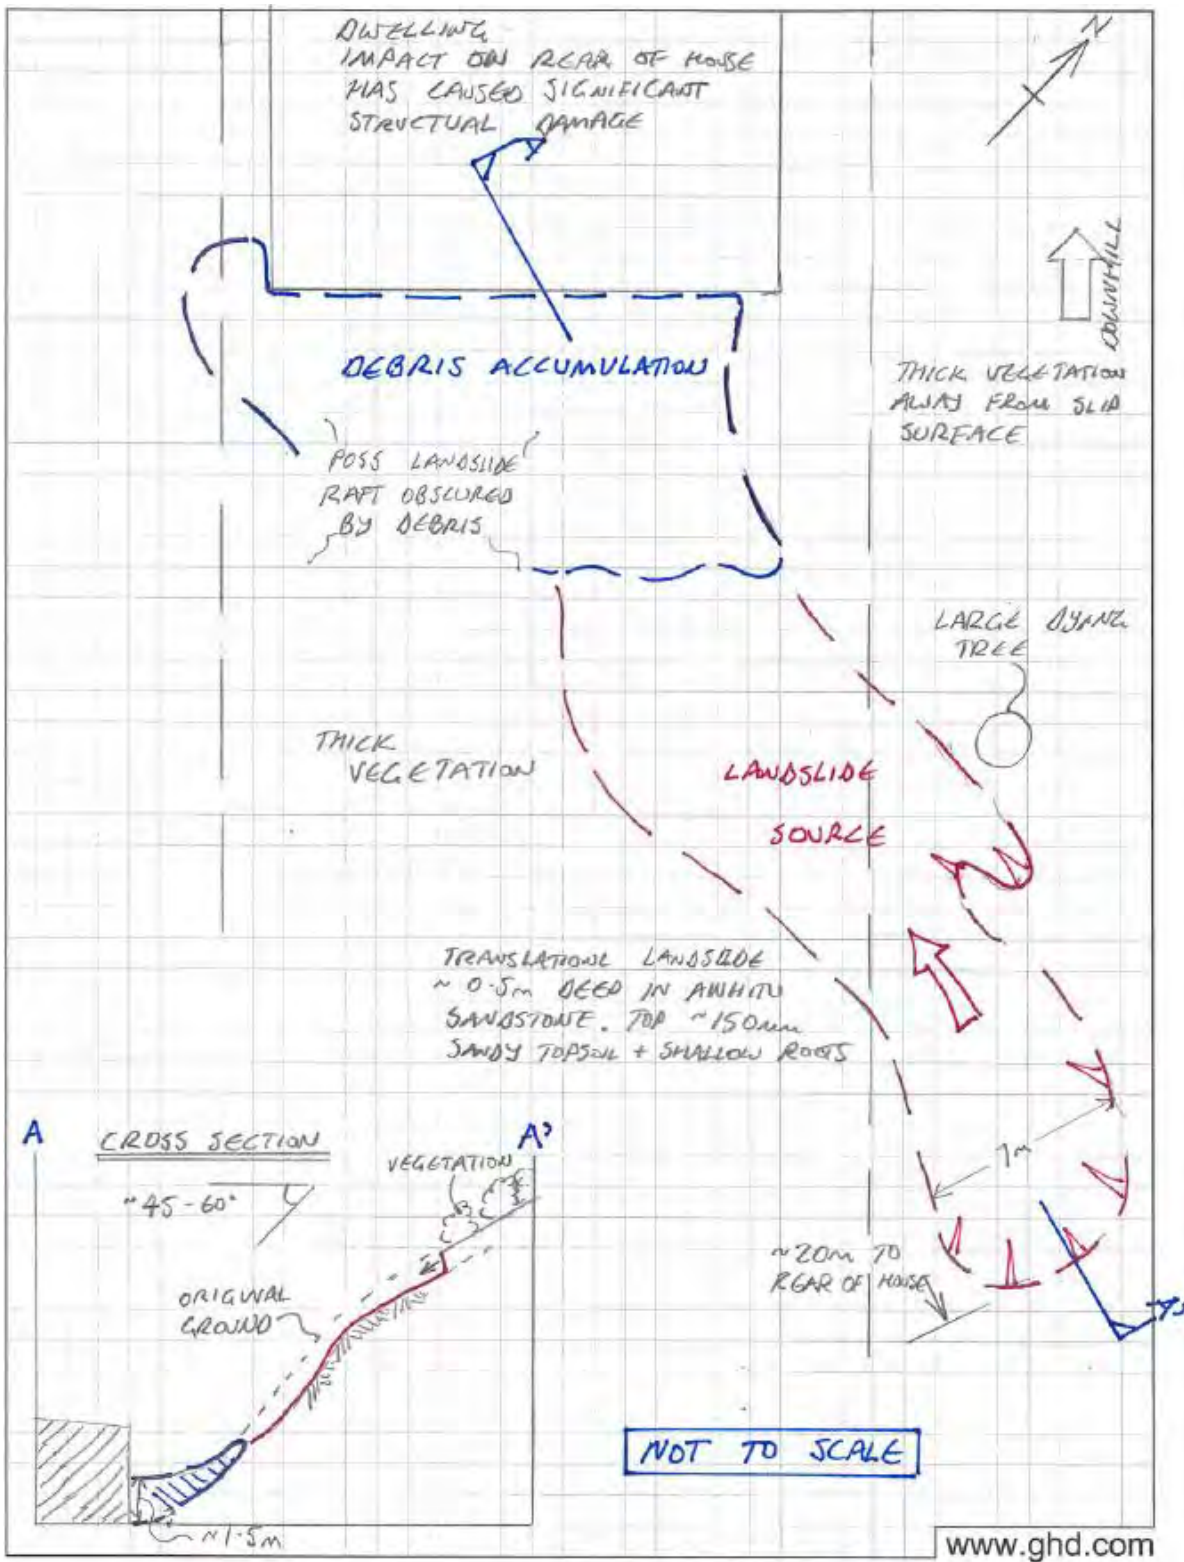 DWELLING
IMPACT ON REAR OF HOUSE
HAS CAUSED SIGNIFICANT
STRUCTUAL DAMAGE
N
A
DOWNHILL
DEBRIS ACCUMULATION
THICK VEGETATION
AWAY FROM SLIP
SURFACE
POSS LANDSLIDE
RAFT OBSCURED
BY DEBRIS
LARGE DYING
TREE
THICK
VEGETATION
LANDSLIDE
SOURCE
TRANSLATIONL LANDSLIDE
~ 0.5m DEEP IN AWHITU
SANDSTONE. TOP ~150mm
SANDY TOPSOIL + SHALLOW ROOTS
A
CROSS SECTION
A'
VEGETATION
~45-60°
7m
~20m TO
REAR OF HOUSE
ORIGINAL
GROUND
A'
NOT TO SCALE
~1.5m
www.ghd.com